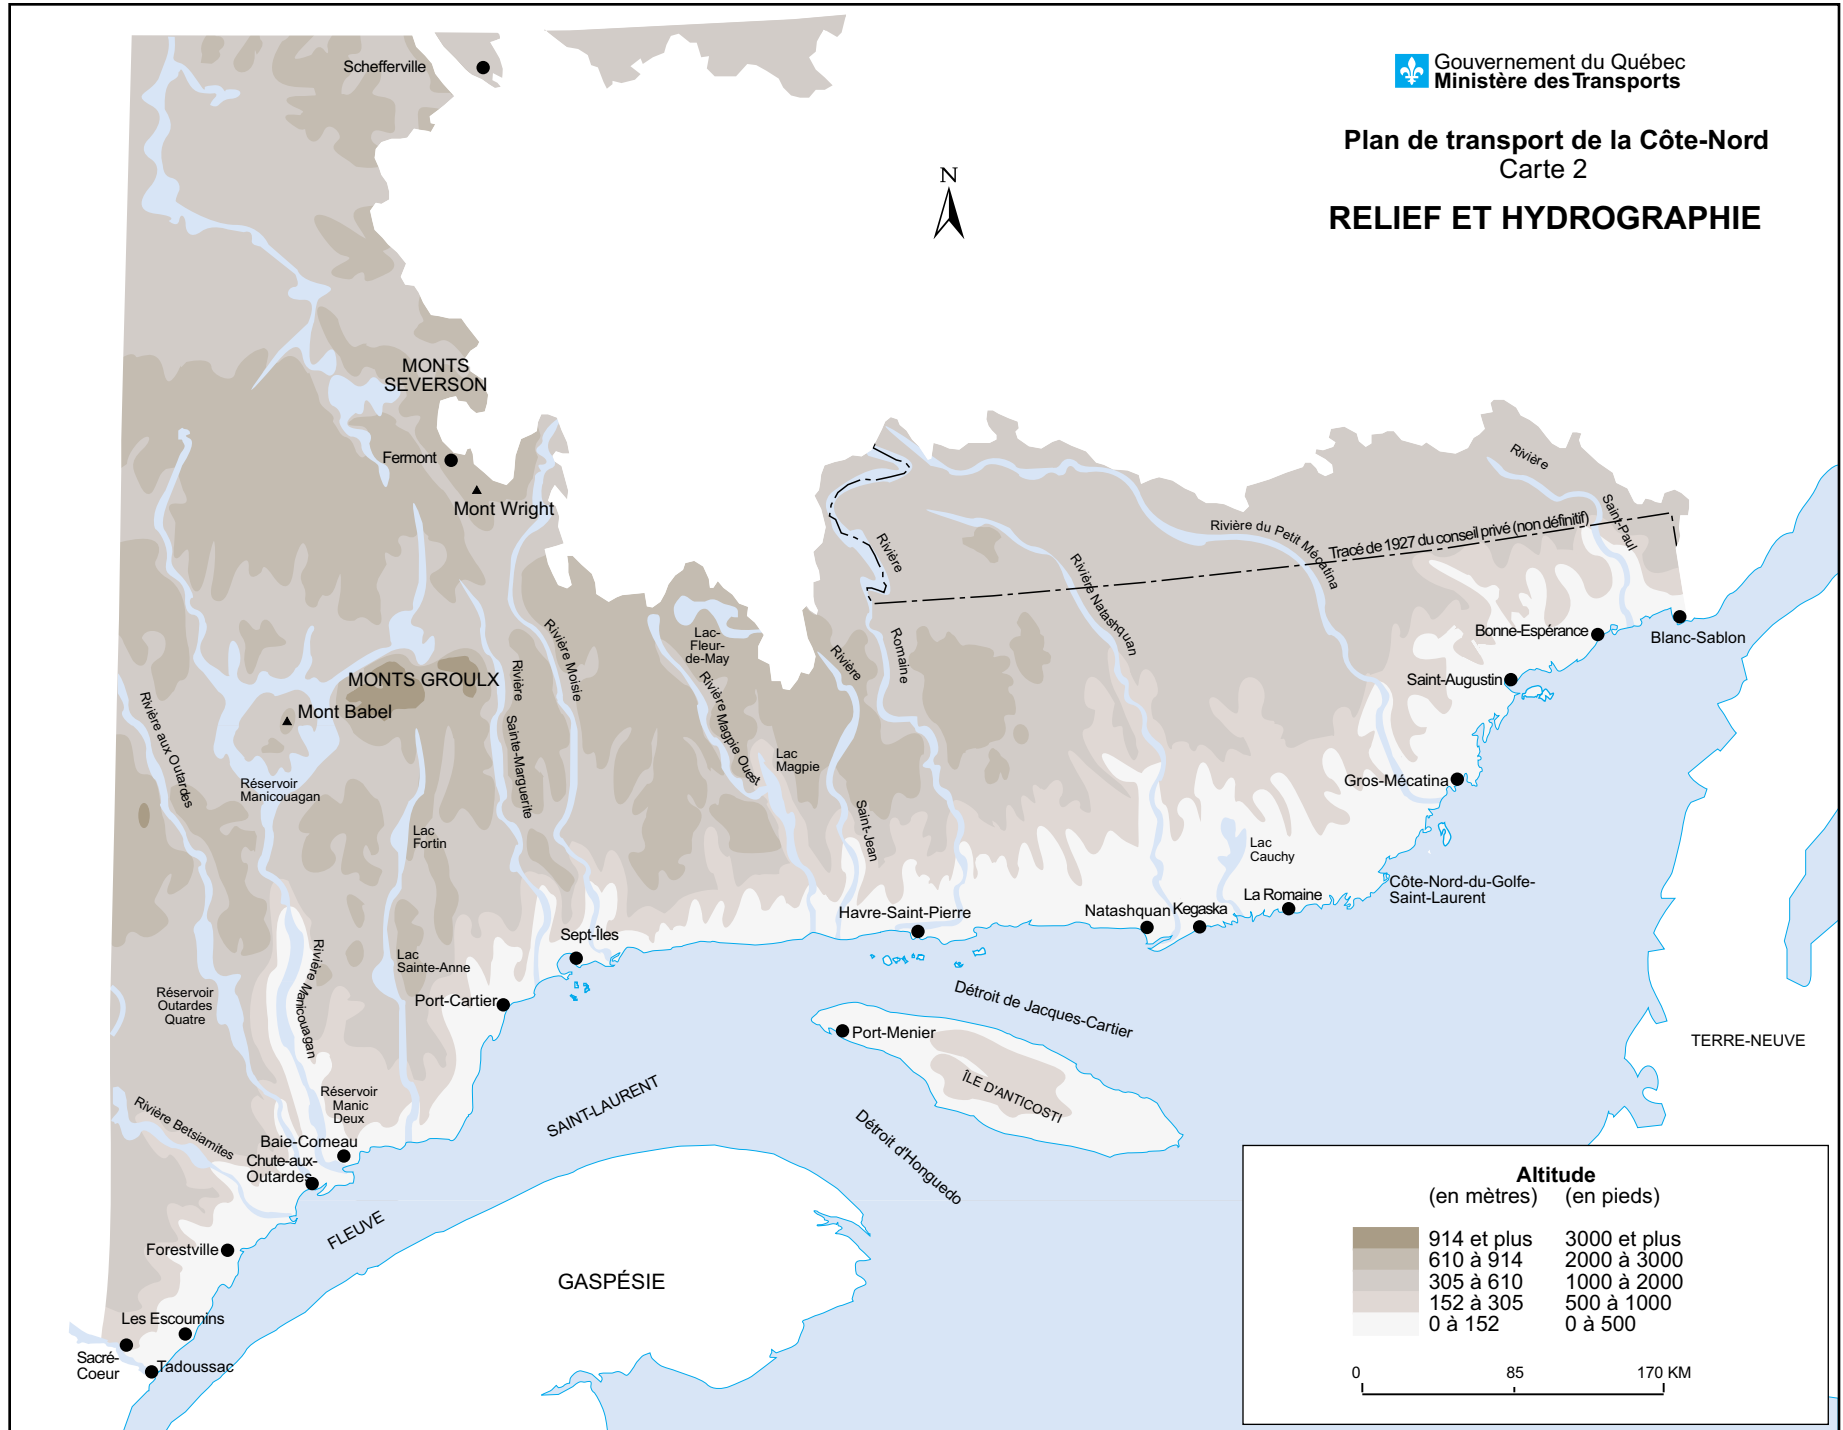 Gouvernement du Québec
Ministère des Transports
Plan de transport de la Côte-Nord
Carte 2
RELIEF ET HYDROGRAPHIE
N
Schefferville
MONTS
SEVERSON
Fermont
Mont Wright
Rivière
Saint-Paul
Rivière du Petit Mécatina
Tracé de 1927 du conseil privé (non définitif)
Rivière
Romaine
Rivière Natashquan
Bonne-Espérance
Blanc-Sablon
Lac-
Fleur-
de-May
Rivière Moisie
Rivière
Sainte-Marguerite
Rivière
Saint-Jean
Rivière Magpie Ouest
MONTS GROULX
Mont Babel
Saint-Augustin
Rivière aux Outardes
Lac
Magpie
Réservoir
Manicouagan
Gros-Mécatina
Lac
Fortin
Lac
Cauchy
Côte-Nord-du-Golfe-
Saint-Laurent
La Romaine
Havre-Saint-Pierre
Natashquan
Kegaska
Sept-Îles
Lac
Sainte-Anne
Rivière Manicouagan
Port-Cartier
Réservoir
Outardes
Quatre
Détroit de Jacques-Cartier
Port-Menier
TERRE-NEUVE
ÎLE D'ANTICOSTI
Réservoir
Manic
Deux
Rivière Betsiamites
SAINT-LAURENT
Détroit d'Honguedo
Baie-Comeau
Chute-aux-
Outardes
FLEUVE
Forestville
GASPÉSIE
Les Escoumins
Sacré-
Coeur
Tadoussac
Altitude
(en mètres) (en pieds)
914 et plus 3000 et plus
610 à 914 2000 à 3000
305 à 610 1000 à 2000
152 à 305 500 à 1000
0 à 152 0 à 500
0 85 170 KM